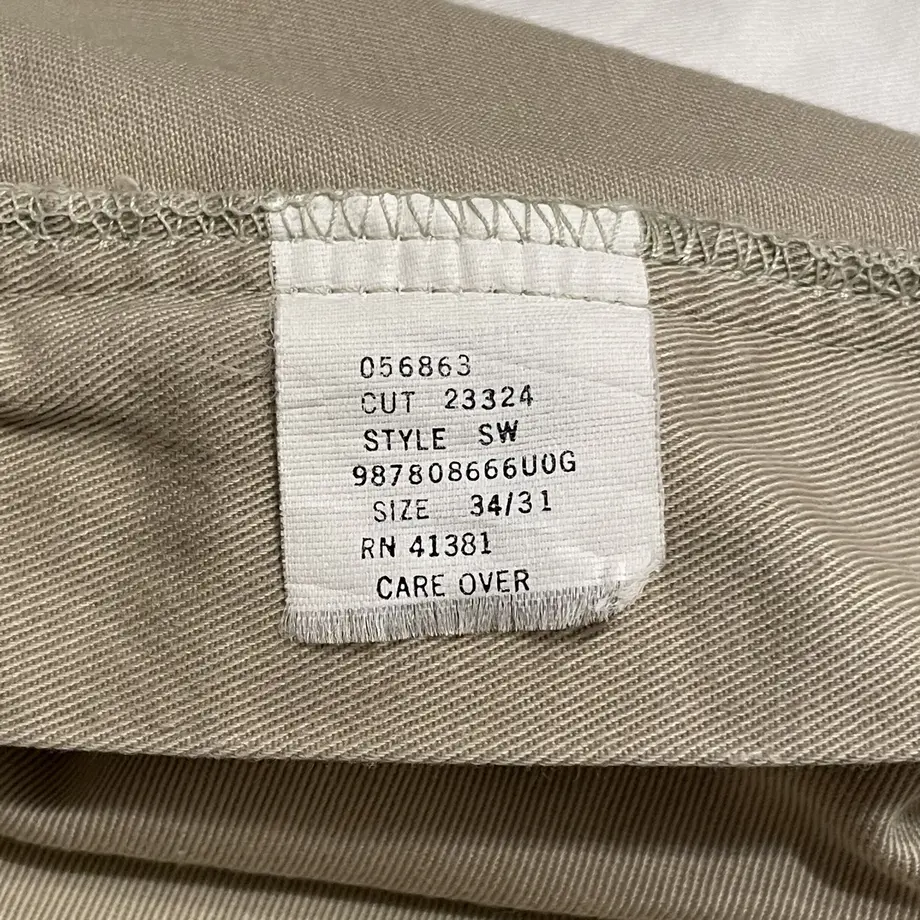 056863
CUT 23324
STYLE SW
987808666U0G
SIZE 34/31
RN 41381
CARE OVER